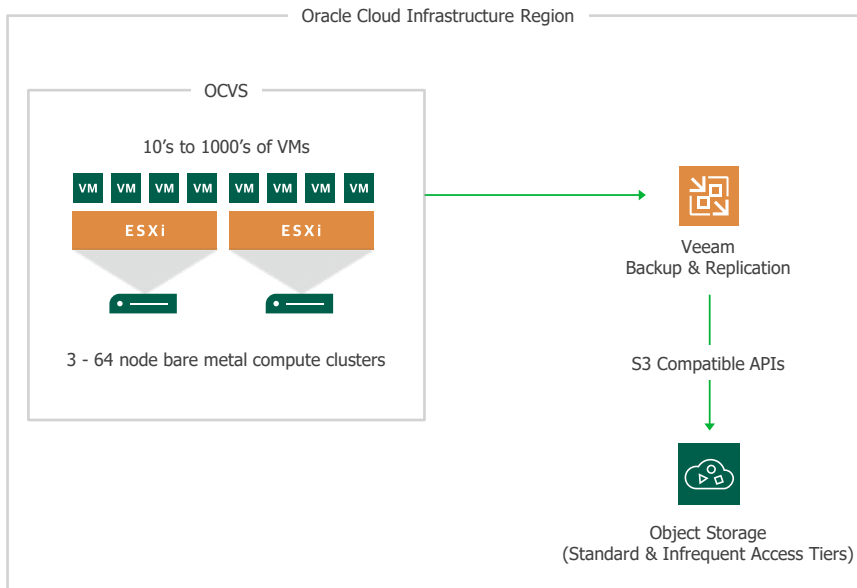 Oracle Cloud Infrastructure Region
OCVS
10's to 1000's of VMs
VM VM VM VM VM VM VM VM
ESXi ESXi
3 - 64 node bare metal compute clusters
Veeam
Backup & Replication
S3 Compatible APIs
Object Storage
(Standard & Infrequent Access Tiers)